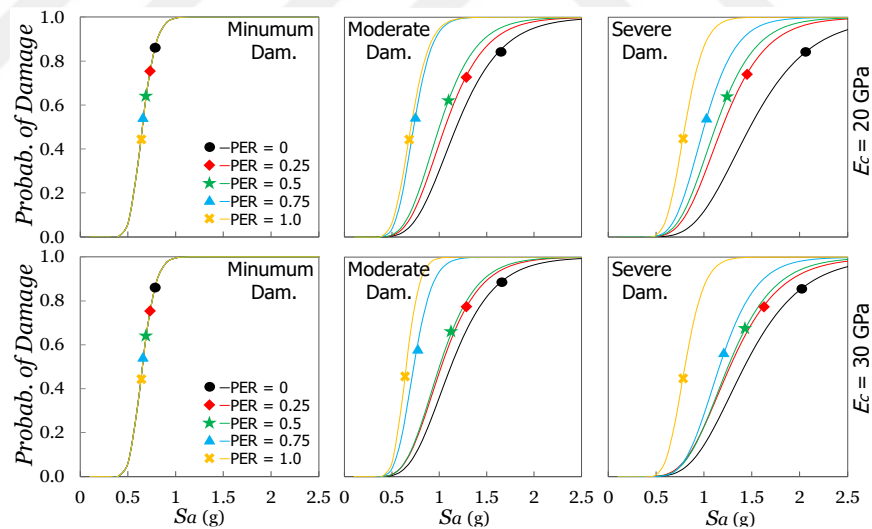 Minumum
Dam.
Moderate
Dam.
Severe
Dam.
Probab. of Damage
1.0
0.8
0.6
0.4
0.2
0.0
PER = 0
PER = 0.25
PER = 0.5
PER = 0.75
PER = 1.0
Ec = 20 GPa
Minumum
Dam.
Moderate
Dam.
Severe
Dam.
Probab. of Damage
1.0
0.8
0.6
0.4
0.2
0.0
PER = 0
PER = 0.25
PER = 0.5
PER = 0.75
PER = 1.0
Ec = 30 GPa
0 0.5 1 1.5 2 2.5
0 0.5 1 1.5 2 2.5
0 0.5 1 1.5 2 2.5
Sa (g)
Sa (g)
Sa (g)